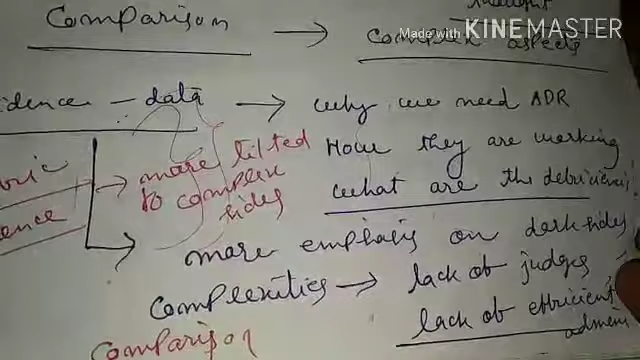 thought
Comparison → complex aspects
Made with KINEMASTER
idence - data → why we need ADR
How they are working
more tilted
to complex
sides
what are the deficiencies
ence
more emphasis on dark sides
Complexities → lack of judges,
lack of efficient
Comparison